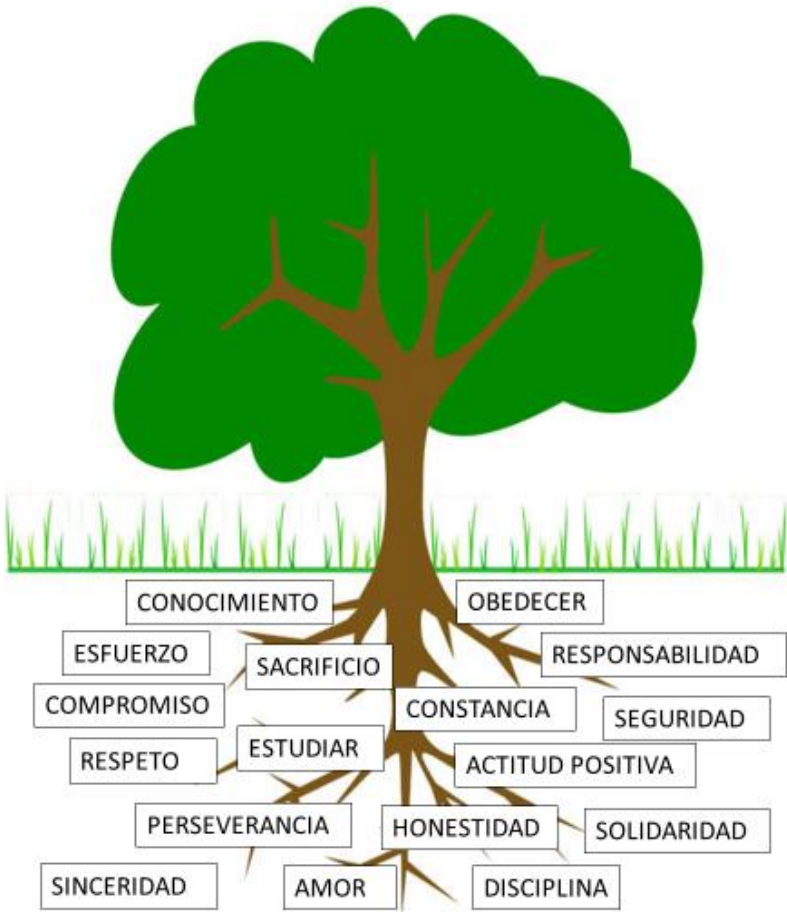 CONOCIMIENTO
OBEDECER
ESFUERZO
SACRIFICIO
RESPONSABILIDAD
COMPROMISO
CONSTANCIA
SEGURIDAD
RESPETO
ESTUDIAR
ACTITUD POSITIVA
PERSEVERANCIA
HONESTIDAD
SOLIDARIDAD
SINCERIDAD
AMOR
DISCIPLINA